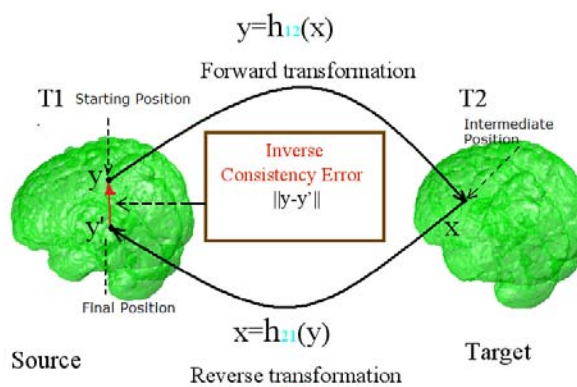 y=h12(x)
Forward transformation
T1
Starting Position
T2
Intermediate
Position
Inverse
Consistency Error
||y-y’||
y
y'
x
Final Position
x=h21(y)
Source
Target
Reverse transformation